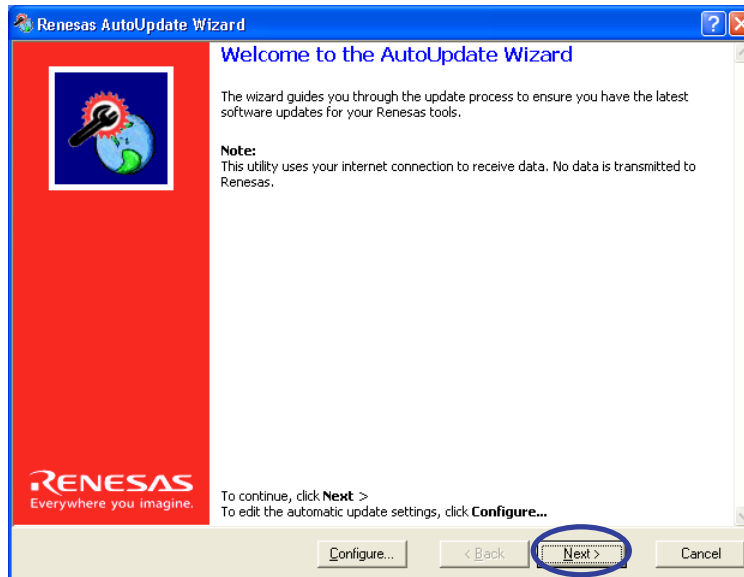 Renesas AutoUpdate Wizard
Welcome to the AutoUpdate Wizard
The wizard guides you through the update process to ensure you have the latest
software updates for your Renesas tools.
Note:
This utility uses your internet connection to receive data. No data is transmitted to
Renesas.
RENESAS
Everywhere you imagine.
To continue, click Next >
To edit the automatic update settings, click Configure...
Configure...
< Back
Next >
Cancel